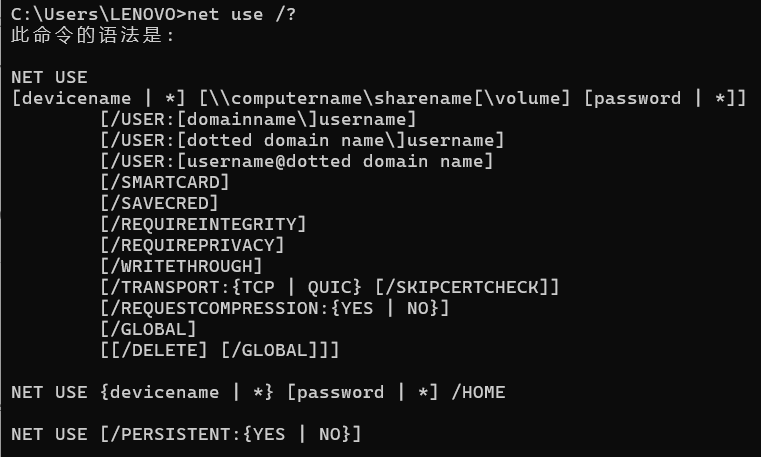 C:\Users\LENOVO>net use /?
此命令的语法是:
NET USE
[devicename | *] [\\computername\sharename[\volume] [password | *]]
[/USER:[domainname\]username]
[/USER:[dotted domain name\]username]
[/USER:[username@dotted domain name]
[/SMARTCARD]
[/SAVECRED]
[/REQUIREINTEGRITY]
[/REQUIREPRIVACY]
[/WRITETHROUGH]
[/TRANSPORT:{TCP | QUIC} [/SKIPCERTCHECK]]
[/REQUESTCOMPRESSION:{YES | NO}]
[/GLOBAL]
[[/DELETE] [/GLOBAL]]]
NET USE {devicename | *} [password | *] /HOME
NET USE [/PERSISTENT:{YES | NO}]